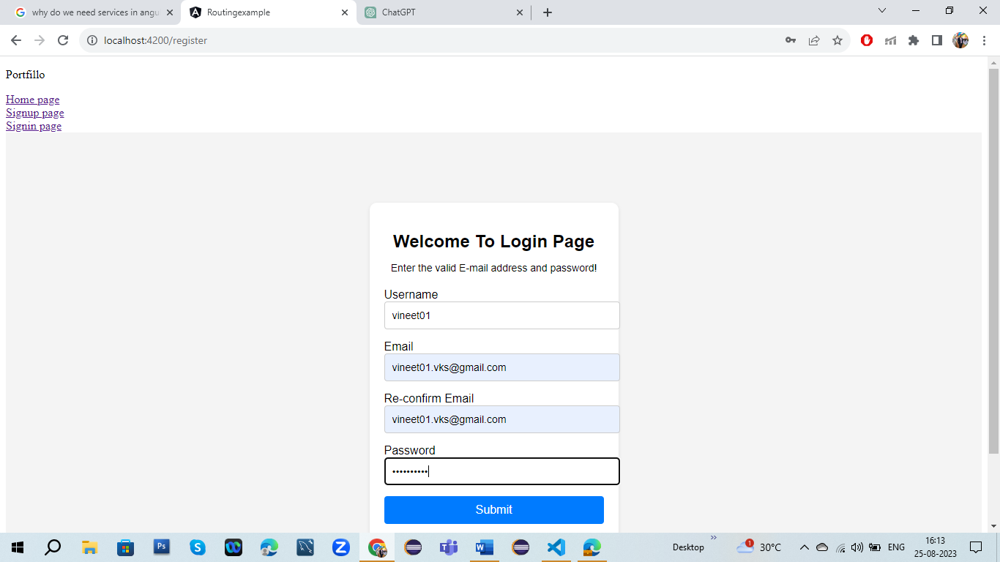 why do we need services in angu
Routingexample
ChatGPT
localhost:4200/register
Portfillo
Home page
Signup page
Signin page
Welcome To Login Page
Enter the valid E-mail address and password!
Username
vineet01
Email
vineet01.vks@gmail.com
Re-confirm Email
vineet01.vks@gmail.com
Password
••••••••••
Submit
Desktop
1
30°C
ENG
16:13
25-08-2023